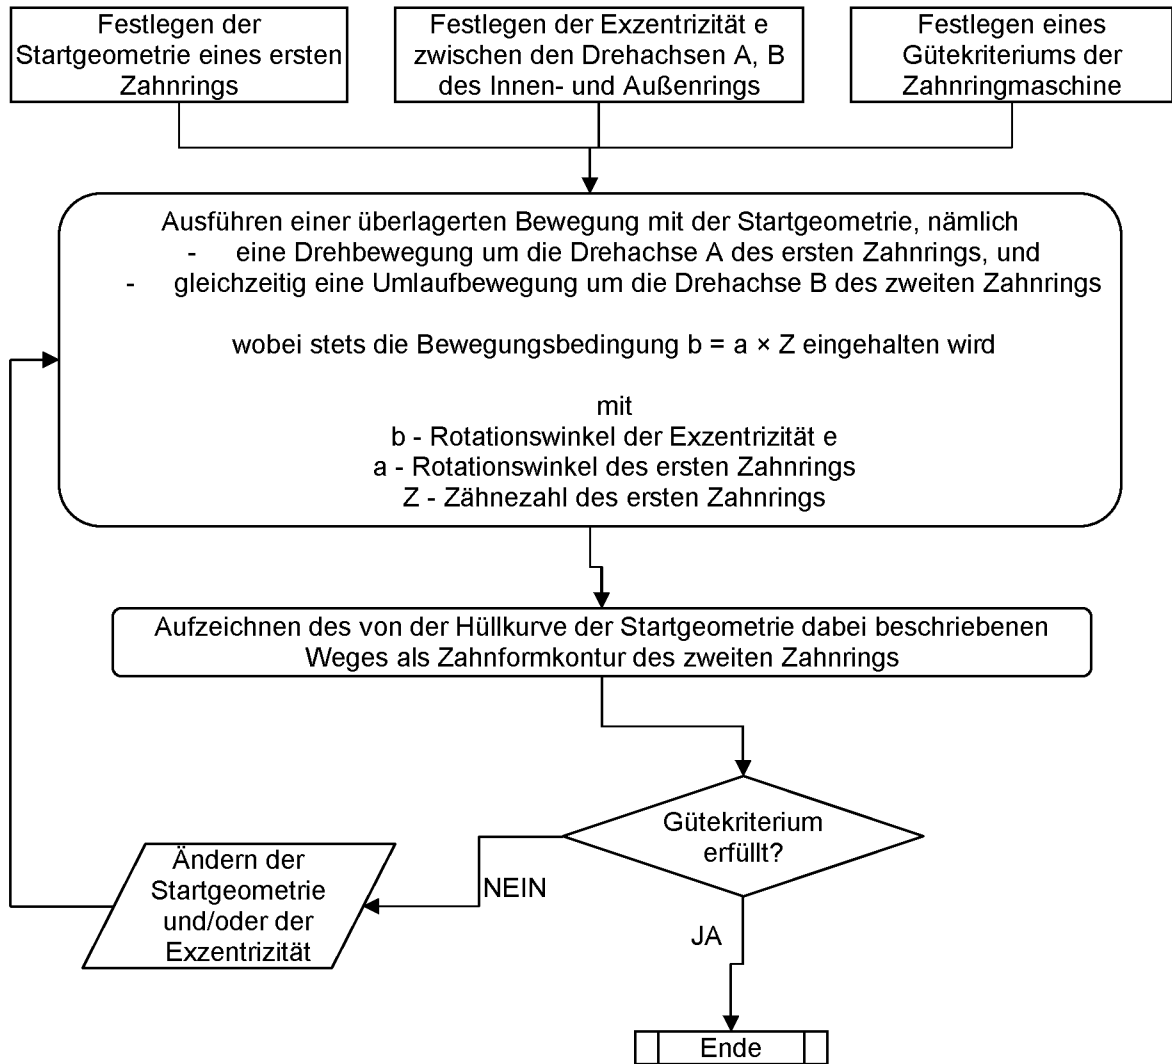 Festlegen der
Startgeometrie eines ersten
Zahnrings
Festlegen der Exzentrizität e
zwischen den Drehachsen A, B
des Innen- und Außenrings
Festlegen eines
Gütekriteriums der
Zahnringmaschine
Ausführen einer überlagerten Bewegung mit der Startgeometrie, nämlich
- eine Drehbewegung um die Drehachse A des ersten Zahnrings, und
- gleichzeitig eine Umlaufbewegung um die Drehachse B des zweiten Zahnrings
wobei stets die Bewegungsbedingung b = a × Z eingehalten wird
mit
b - Rotationswinkel der Exzentrizität e
a - Rotationswinkel des ersten Zahnrings
Z - Zähnezahl des ersten Zahnrings
Aufzeichnen des von der Hüllkurve der Startgeometrie dabei beschriebenen
Weges als Zahnformkontur des zweiten Zahnrings
Gütekriterium
erfüllt?
NEIN
Ändern der
Startgeometrie
und/oder der
Exzentrizität
JA
Ende